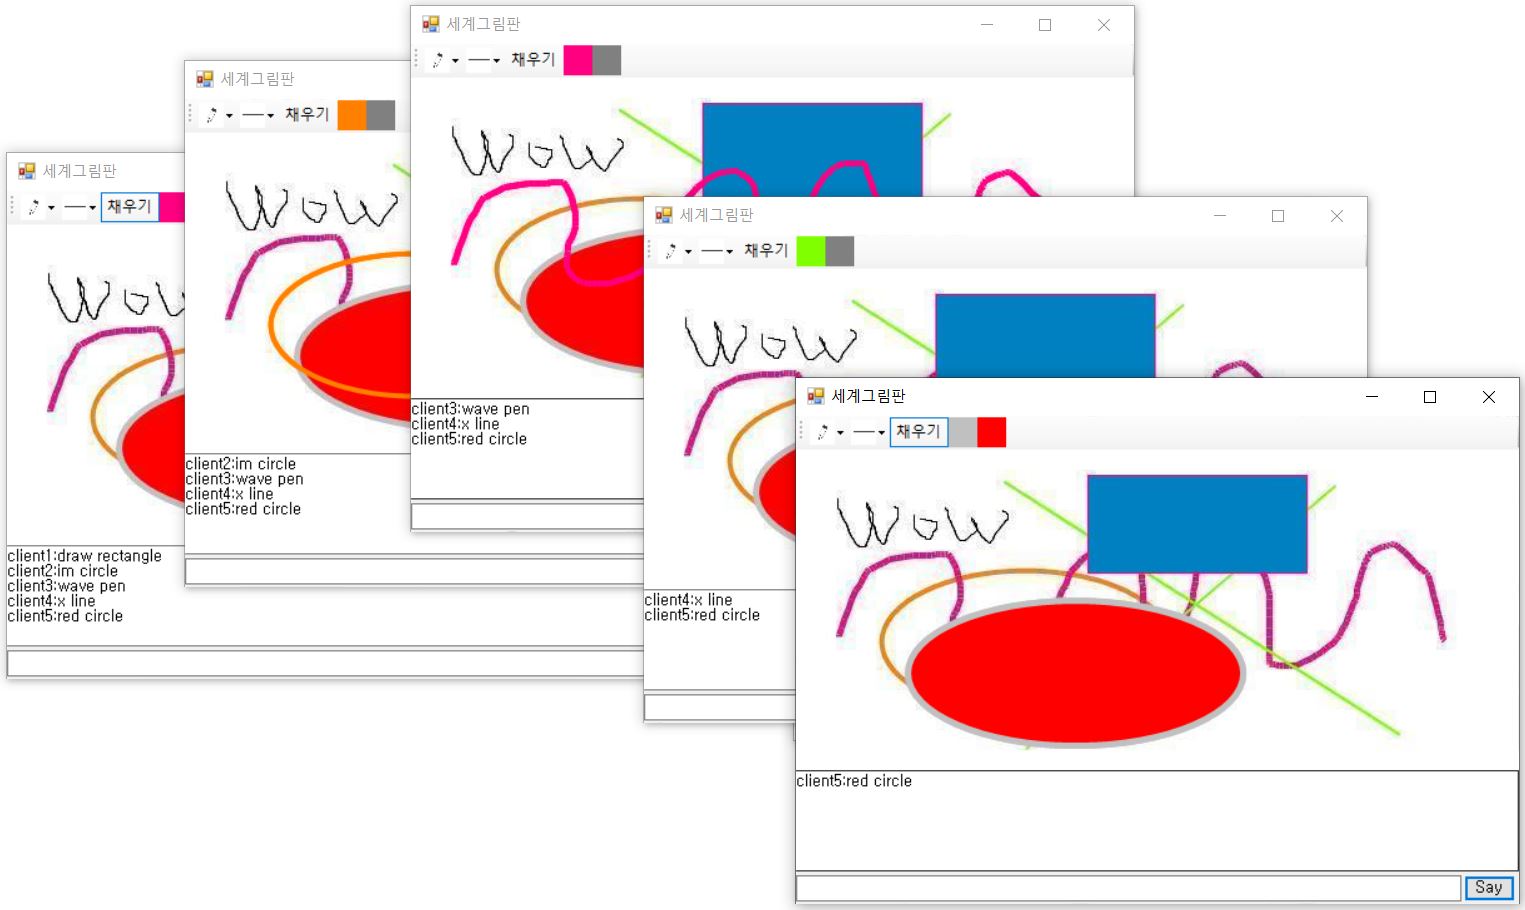 세계그림판
채우기
wow
client3:wave pen
client4:x line
client5:red circle
세계그림판
채우기
wow
client2:im circle
client3:wave pen
client4:x line
client5:red circle
세계그림판
채우기
client1:draw rectangle
client2:im circle
client3:wave pen
client4:x line
client5:red circle
세계그림판
채우기
wow
client4:x line
client5:red circle
세계그림판
채우기
wow
client5:red circle
Say